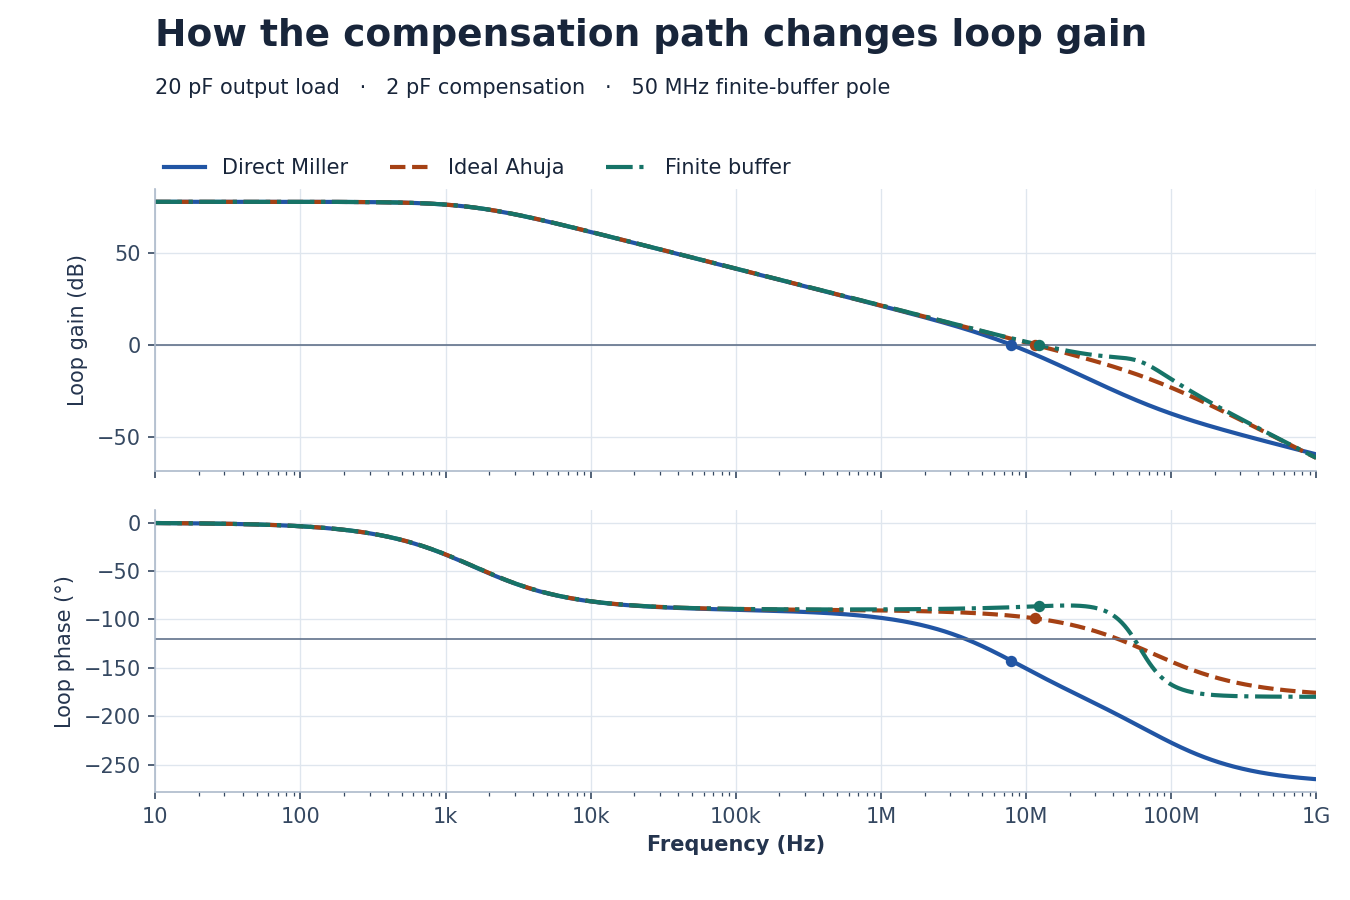 How the compensation path changes loop gain
20 pF output load · 2 pF compensation · 50 MHz finite-buffer pole
Direct Miller Ideal Ahuja Finite buffer
Loop gain (dB)
50
0
−50
Loop phase (°)
0
−50
−100
−150
−200
−250
10 100 1k 10k 100k 1M 10M 100M 1G
Frequency (Hz)